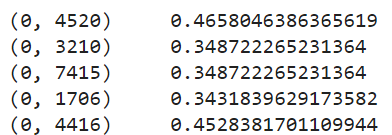 (0, 4520) 0.4658046386365619
(0, 3210) 0.348722265231364
(0, 7415) 0.348722265231364
(0, 1706) 0.3431839629173582
(0, 4416) 0.4528381701109944